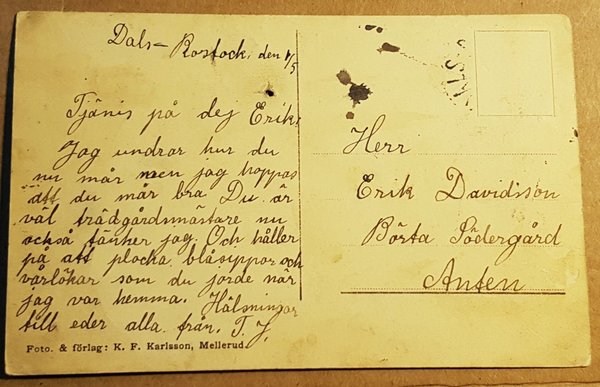 Dals-Rostock, den 1/5
Tjänis på dej Erik!
Jag undrar hur du
nu mår men jag hoppas
att du mår bra. Du är
väl trädgårdsmästare nu
också tänker jag. Och håller
på att plocka blåsippor och
vårlökar som du jorde när
jag var hemma. Hälsningar
till eder alla från. T. J.
Foto. & förlag: K. F. Karlsson, Mellerud.
Herr
Erik Davidsson
Börta Södergård
Anten